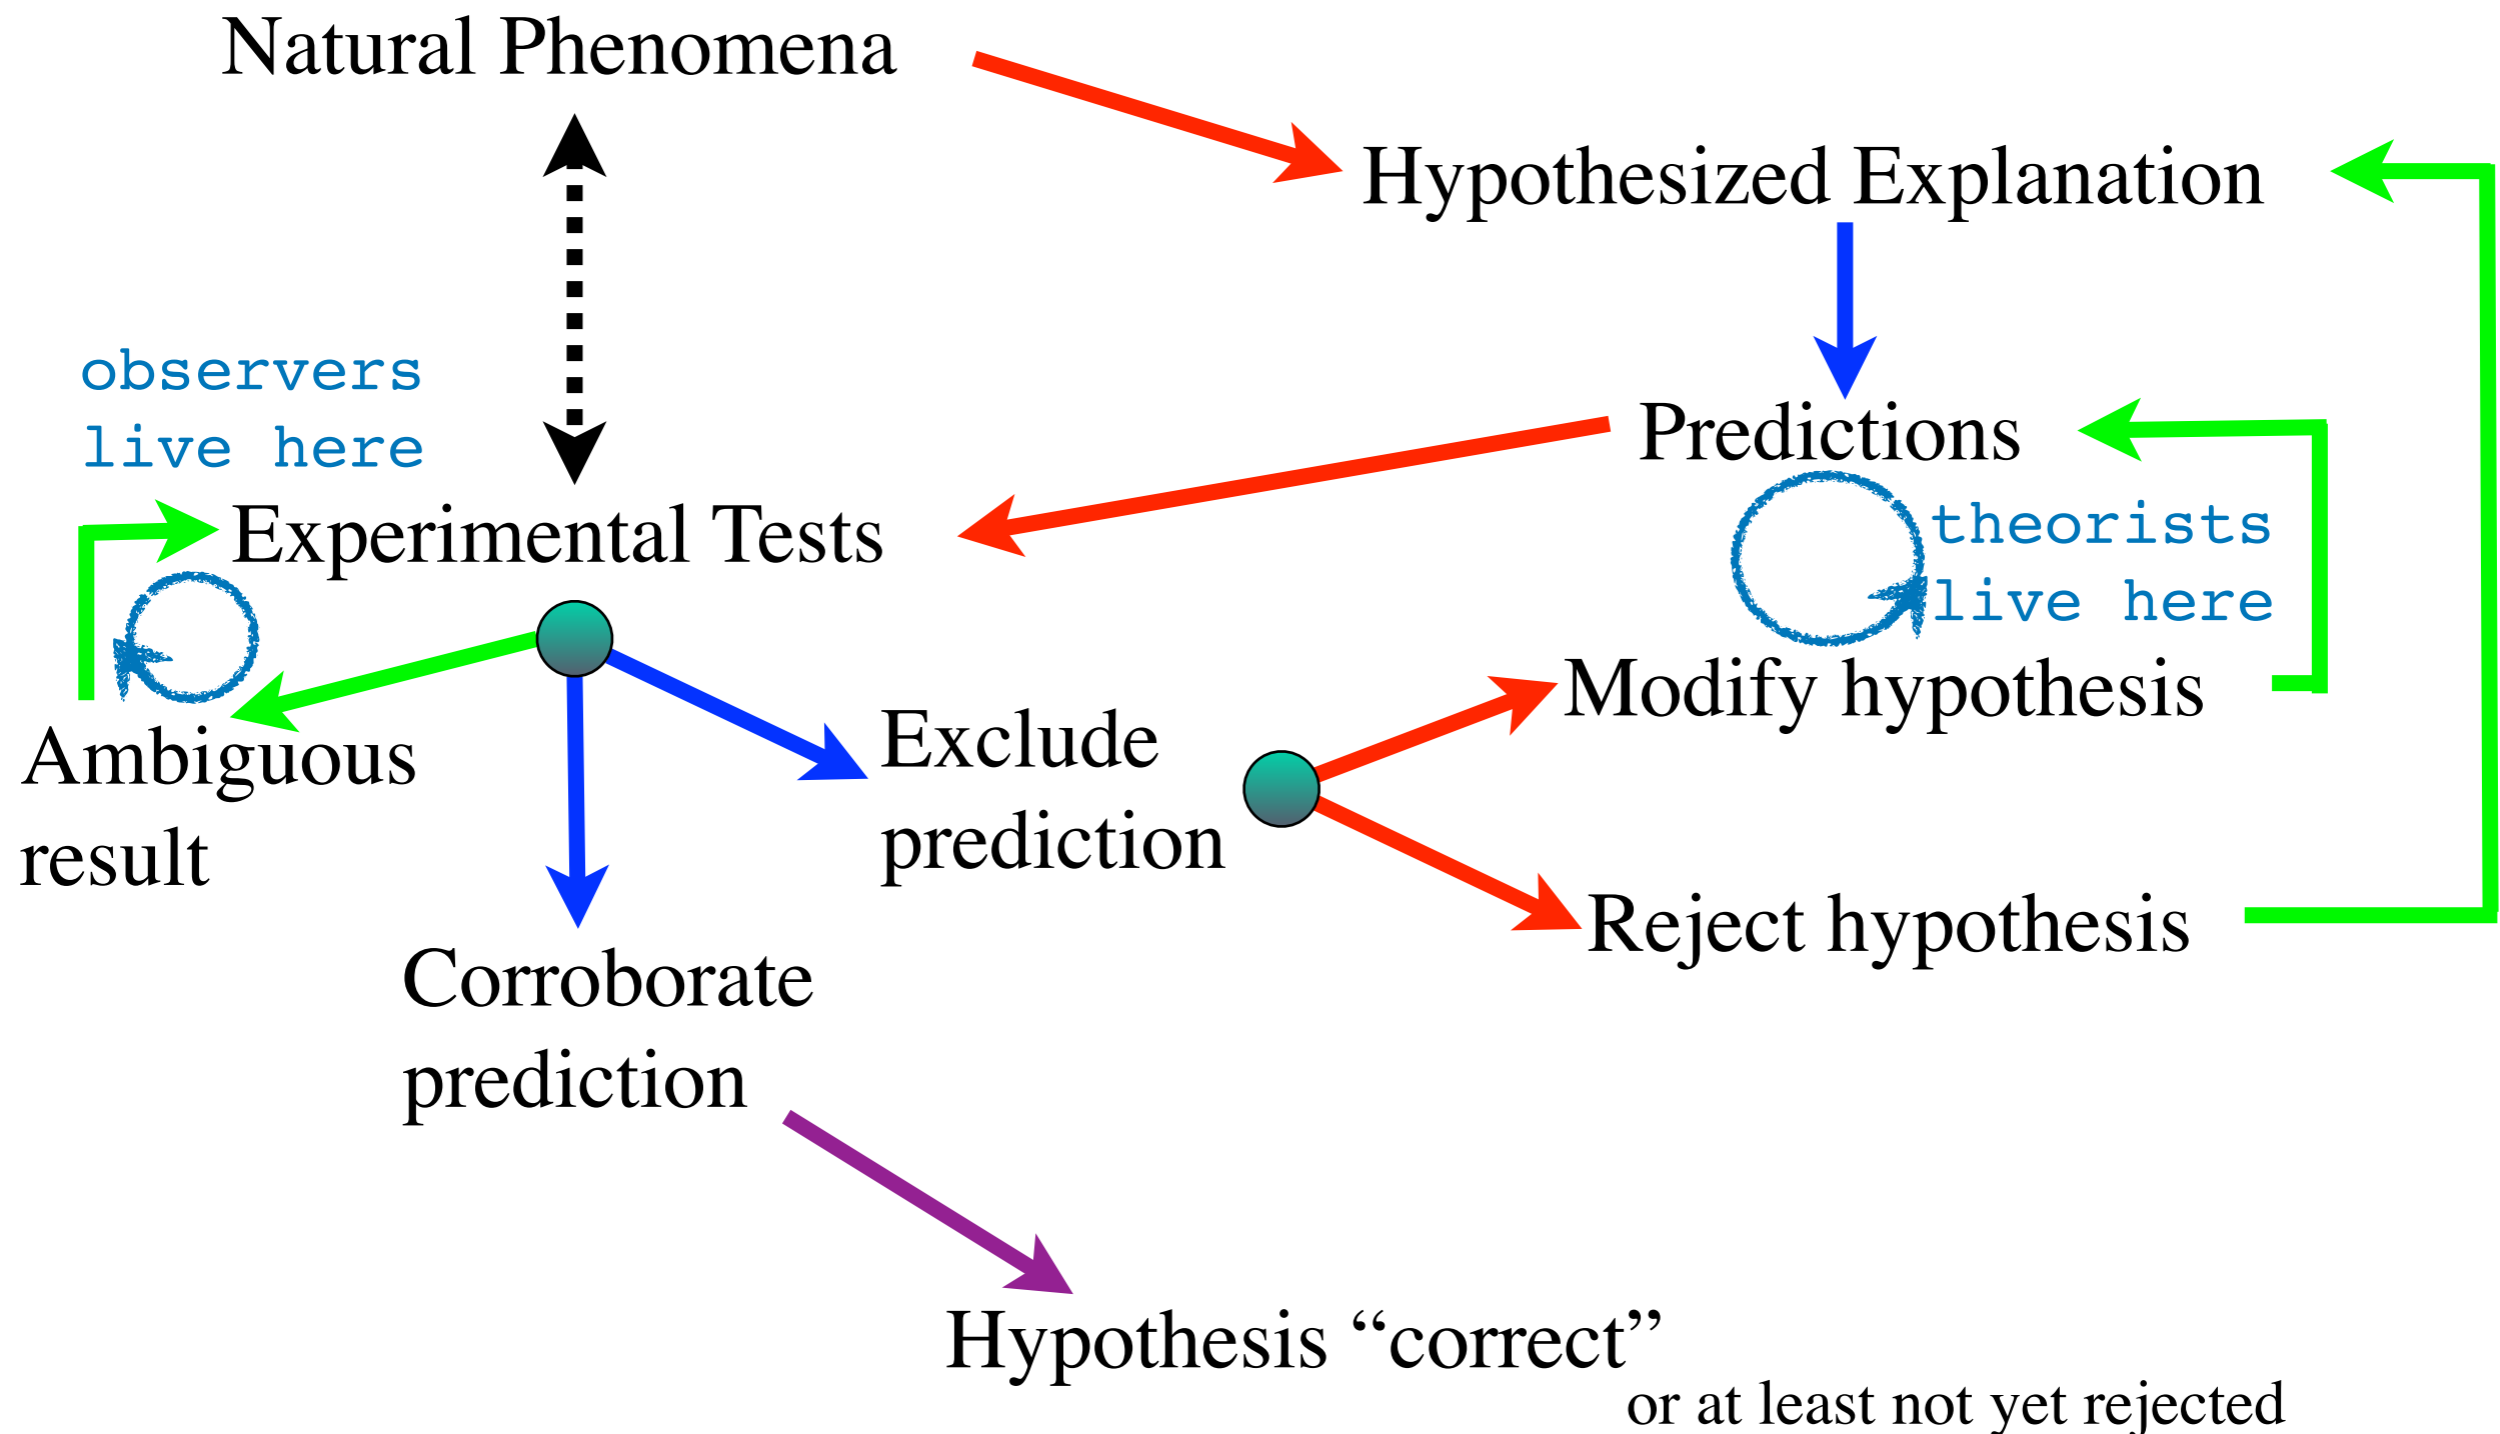 Natural Phenomena
Hypothesized Explanation
observers
live here
Predictions
Experimental Tests
theorists
live here
Modify hypothesis
Ambiguous
result
Exclude
prediction
Reject hypothesis
Corroborate
prediction
Hypothesis “correct”
or at least not yet rejected